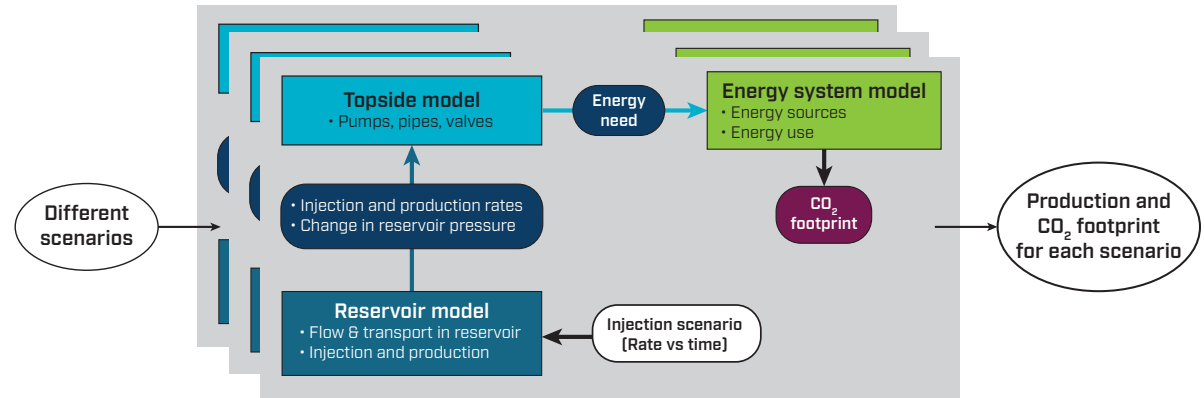 Different
scenarios
Topside model
• Pumps, pipes, valves
Energy
need
Energy system model
• Energy sources
• Energy use
• Injection and production rates
• Change in reservoir pressure
CO₂
footprint
Reservoir model
• Flow & transport in reservoir
• Injection and production
Injection scenario
(Rate vs time)
Production and
CO₂ footprint
for each scenario